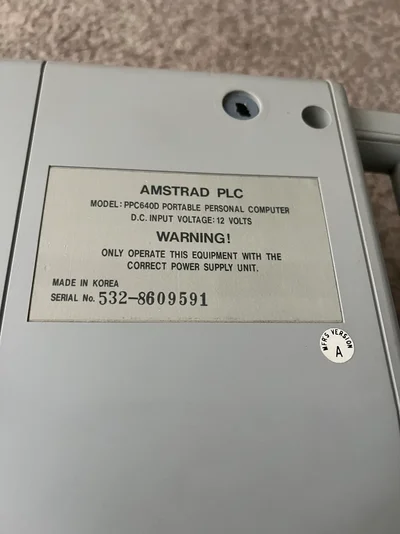 AMSTRAD PLC
MODEL: PPC640D PORTABLE PERSONAL COMPUTER
D.C. INPUT VOLTAGE: 12 VOLTS
WARNING!
ONLY OPERATE THIS EQUIPMENT WITH THE
CORRECT POWER SUPPLY UNIT.
MADE IN KOREA
SERIAL No. 532-8609591
MFRS VERSION
A